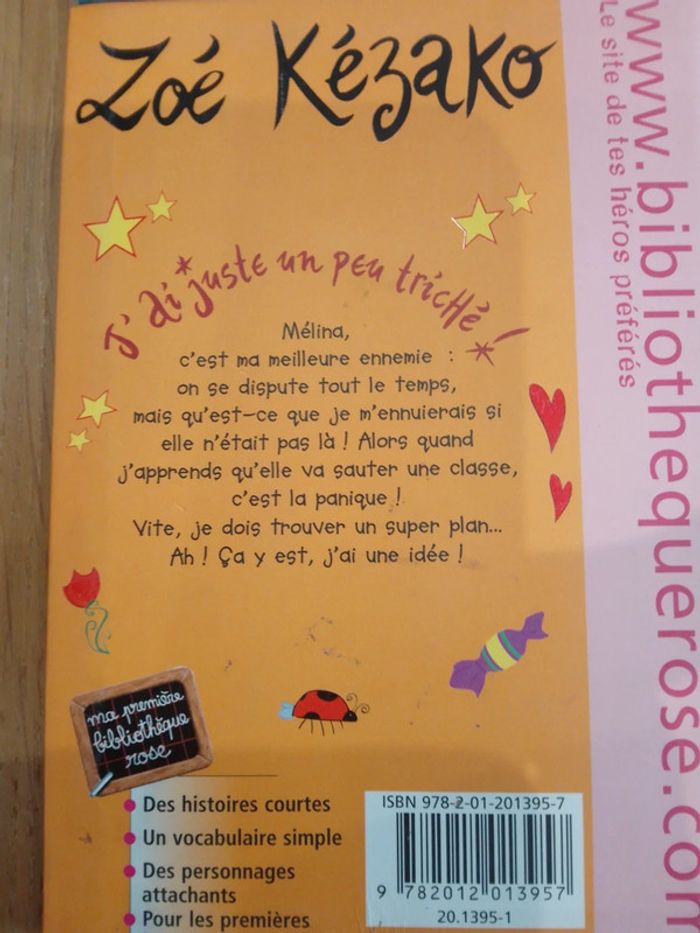 Zoé Kézako
J'ai juste un peu triché !
Mélina,
c'est ma meilleure ennemie :
on se dispute tout le temps,
mais qu'est-ce que je m'ennuierais si
elle n'était pas là ! Alors quand
j'apprends qu'elle va sauter une classe,
c'est la panique !
Vite, je dois trouver un super plan...
Ah ! Ça y est, j'ai une idée !
ma première
bibliothèque
rose
Des histoires courtes
Un vocabulaire simple
Des personnages
attachants
Pour les premières
ISBN 978-2-01-201395-7
9 782012 013957
20.1395-1
www.bibliothequerose.com
Le site de tes héros préférés